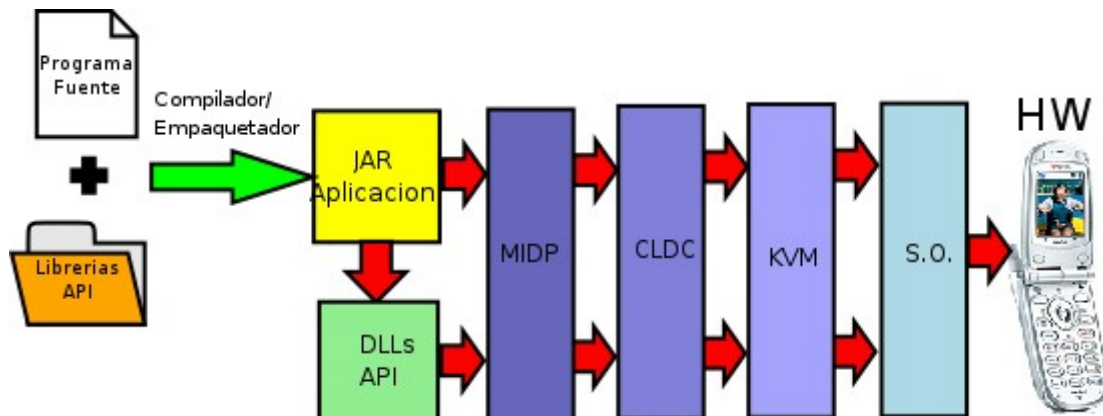 Programa
Fuente
Compilador/
Empaquetador
Librerias
API
JAR
Aplicacion
DLLs
API
MIDP
CLDC
KVM
S.O.
HW